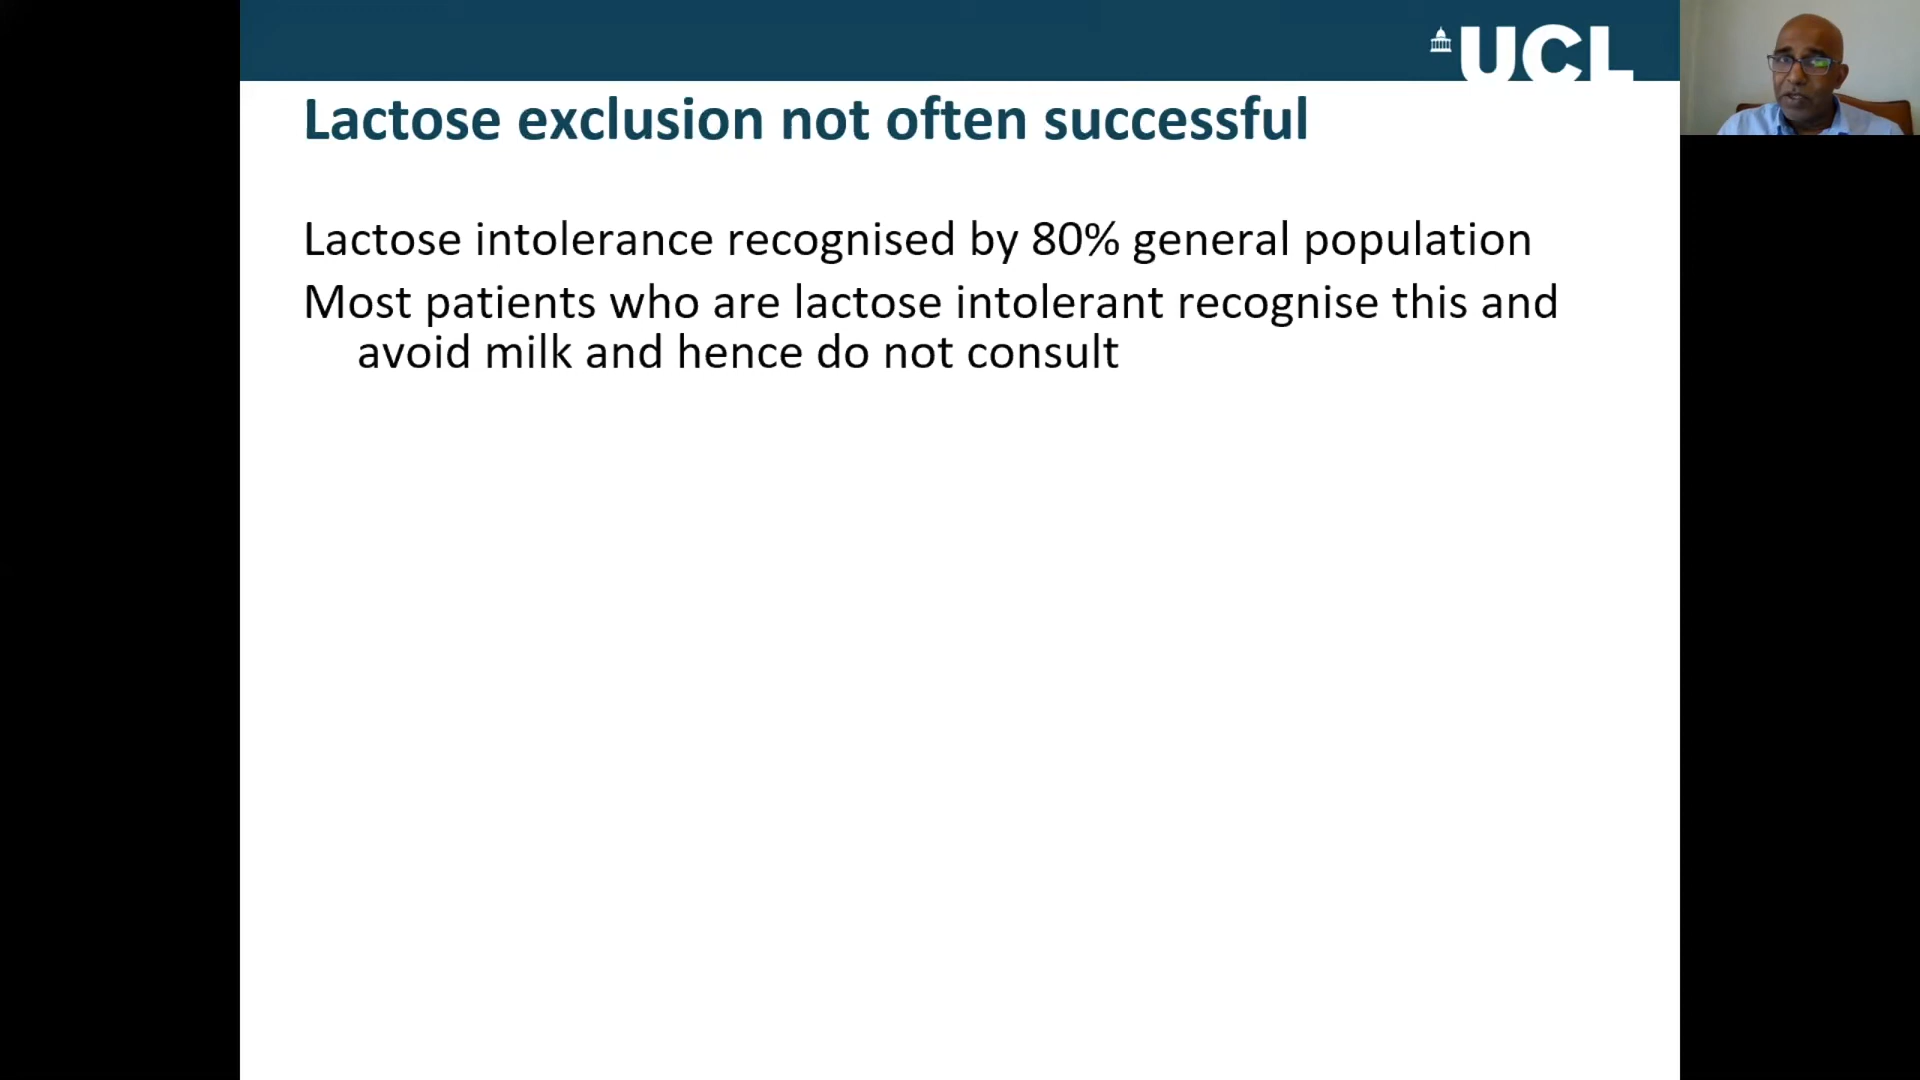 UCL
Lactose exclusion not often successful
Lactose intolerance recognised by 80% general population
Most patients who are lactose intolerant recognise this and
avoid milk and hence do not consult